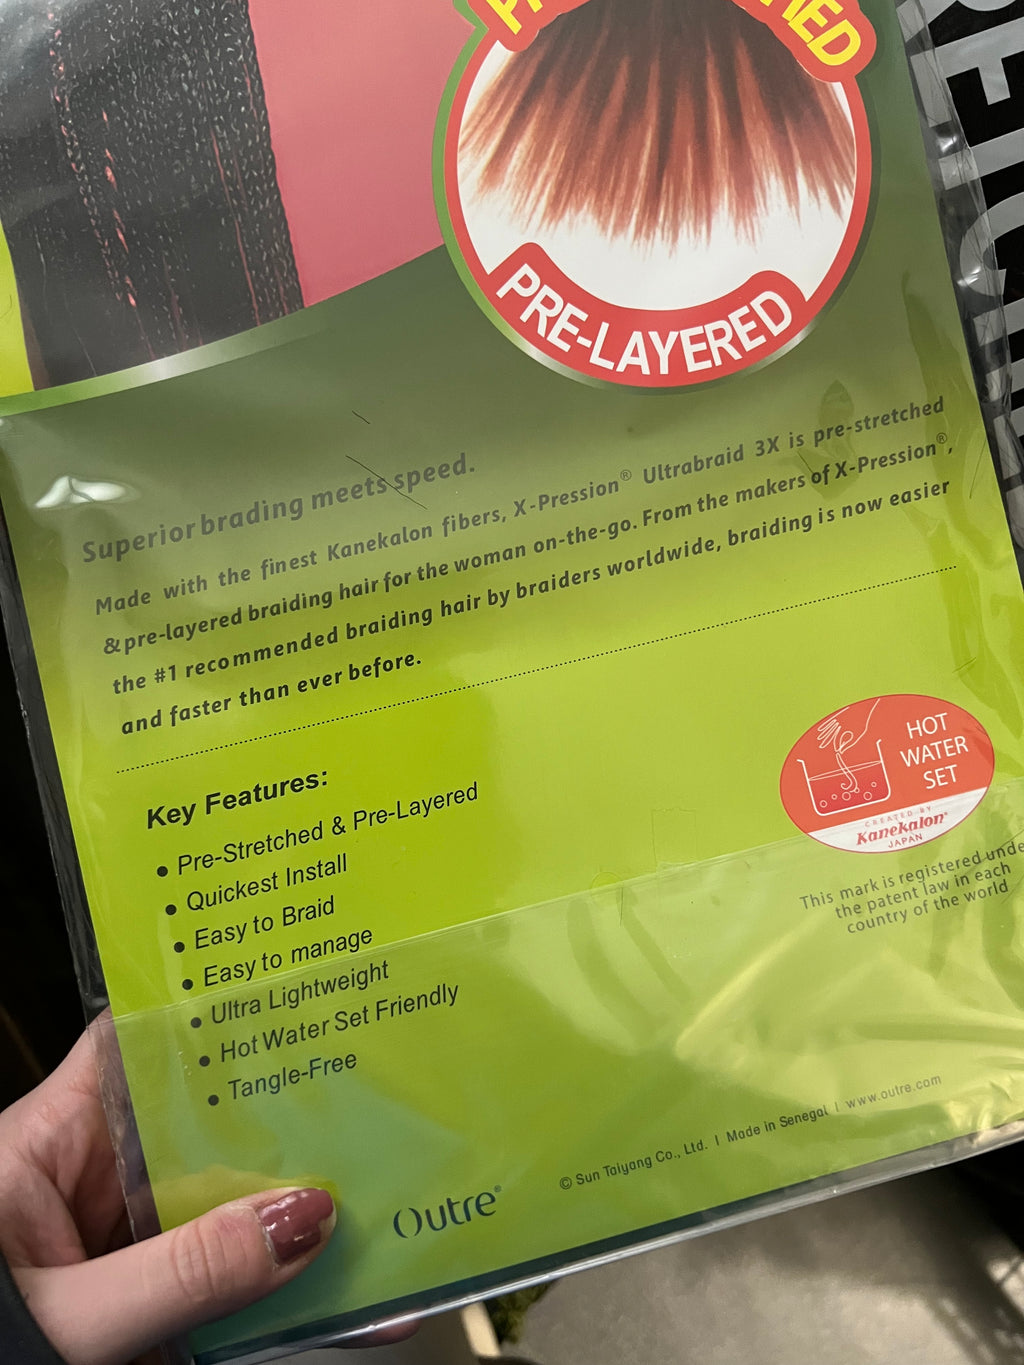 PRE-LAYERED
Superior brading meets speed.
Made with the finest Kanekalon fibers, X-Pression® Ultrabraid 3X is pre-stretched
& pre-layered braiding hair for the woman on-the-go. From the makers of X-Pression®,
the #1 recommended braiding hair by braiders worldwide, braiding is now easier
and faster than ever before.
Key Features:
• Pre-Stretched & Pre-Layered
• Quickest Install
• Easy to Braid
• Easy to manage
• Ultra Lightweight
• Hot Water Set Friendly
• Tangle-Free
HOT
WATER
SET
CREATED BY
Kanekalon®
JAPAN
This mark is registered unde
the patent law in each
country of the world
Outre®
© Sun Taiyang Co., Ltd. I Made in Senegal I www.outre.com